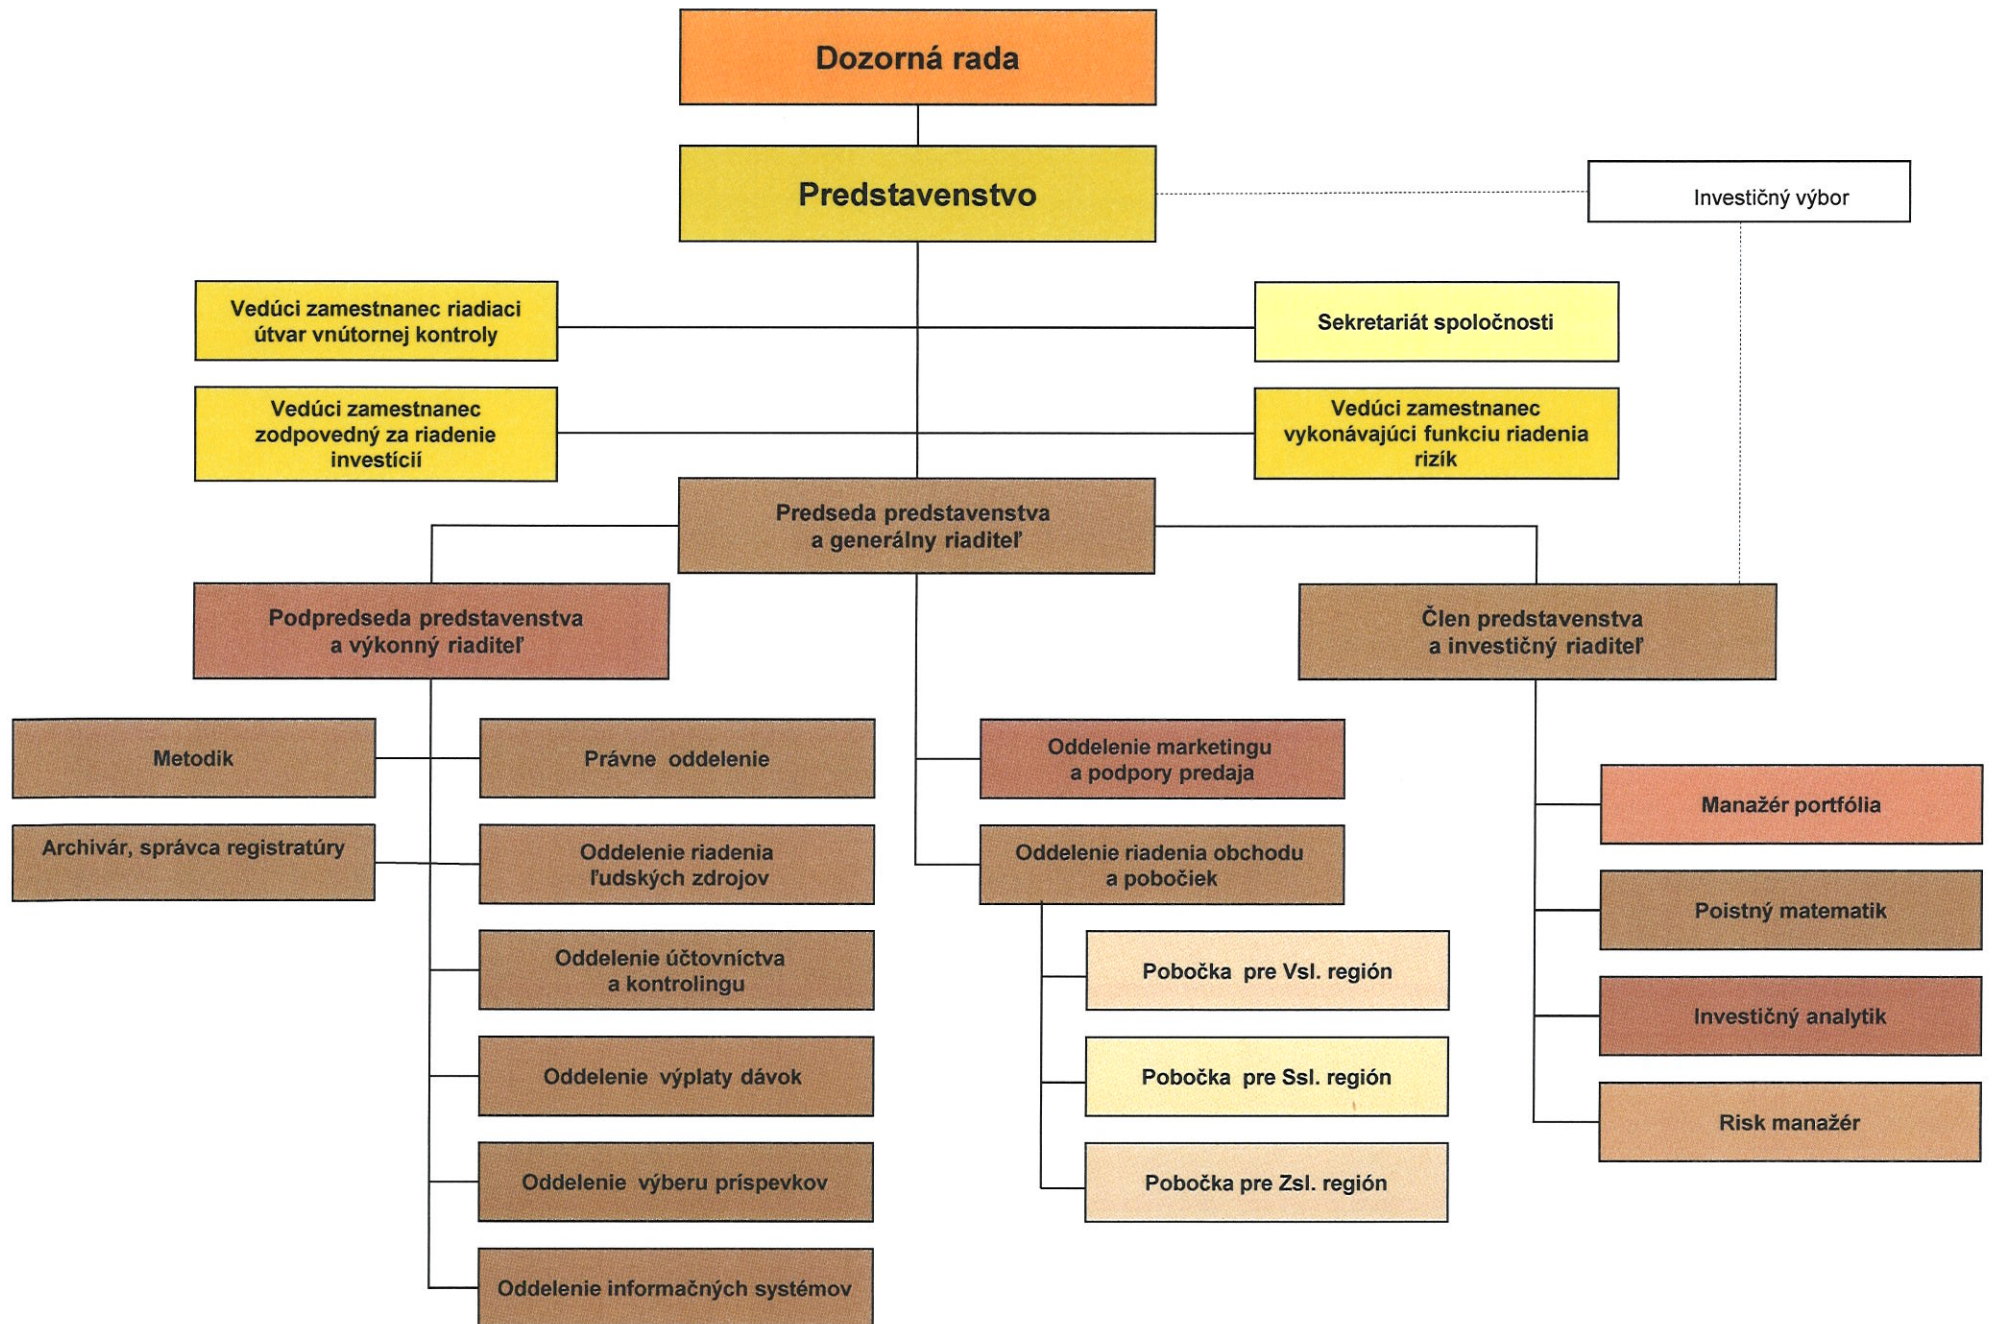 Dozorná rada
Predstavenstvo
Investičný výbor
Vedúci zamestnanec riadiaci
útvar vnútornej kontroly
Sekretariát spoločnosti
Vedúci zamestnanec
zodpovedný za riadenie
investícií
Vedúci zamestnanec
vykonávajúci funkciu riadenia
rizík
Predseda predstavenstva
a generálny riaditeľ
Podpredseda predstavenstva
a výkonný riaditeľ
Člen predstavenstva
a investičný riaditeľ
Metodik
Právne oddelenie
Archivár, správca registratúry
Oddelenie riadenia
ľudských zdrojov
Oddelenie účtovníctva
a kontrolingu
Oddelenie výplaty dávok
Oddelenie výberu príspevkov
Oddelenie informačných systémov
Oddelenie marketingu
a podpory predaja
Oddelenie riadenia obchodu
a pobočiek
Pobočka pre Vsl. región
Pobočka pre Ssl. región
Pobočka pre Zsl. región
Manažér portfólia
Poistný matematik
Investičný analytik
Risk manažér